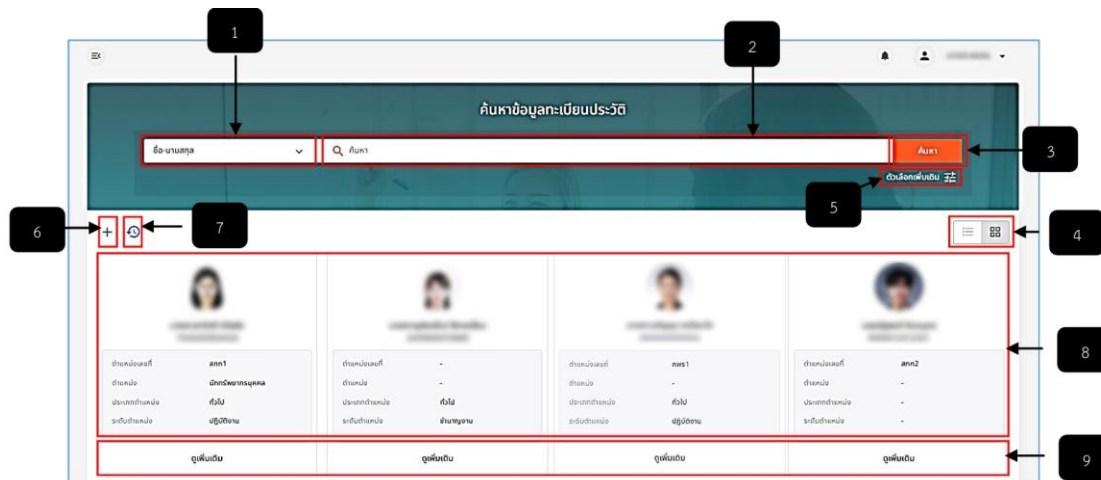 1
2
ค้นหาข้อมูลทะเบียนประวัติ
ชื่อ-นามสกุล
ค้นหา
ค้นหา
3
ตัวเลือกเพิ่มเติม
5
6
7
4
8
ตำแหน่งเลขที่ สกก1
ตำแหน่ง นักทรัพยากรบุคคล
ประเภทตำแหน่ง ทั่วไป
ระดับตำแหน่ง ปฏิบัติงาน
ตำแหน่งเลขที่ -
ตำแหน่ง -
ประเภทตำแหน่ง ทั่วไป
ระดับตำแหน่ง ชำนาญงาน
ตำแหน่งเลขที่ กพร1
ตำแหน่ง -
ประเภทตำแหน่ง ทั่วไป
ระดับตำแหน่ง ปฏิบัติงาน
ตำแหน่งเลขที่ สกก2
ตำแหน่ง -
ประเภทตำแหน่ง -
ระดับตำแหน่ง -
ดูเพิ่มเติม
ดูเพิ่มเติม
ดูเพิ่มเติม
ดูเพิ่มเติม
9